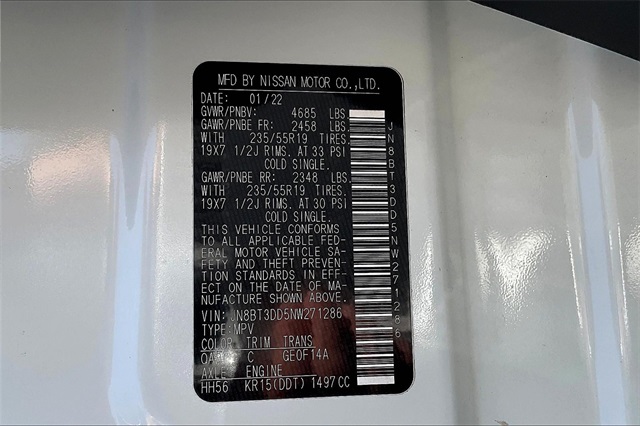 MFD BY NISSAN MOTOR CO.,LTD.
DATE: 01/22
GVWR/PNBV: 4685 LBS
GAWR/PNBE FR: 2458 LBS.
WITH 235/55R19 TIRES.
19X7 1/2J RIMS. AT 33 PSI
COLD SINGLE.
GAWR/PNBE RR: 2348 LBS.
WITH 235/55R19 TIRES.
19X7 1/2J RIMS. AT 30 PSI
COLD SINGLE.
THIS VEHICLE CONFORMS
TO ALL APPLICABLE FED-
ERAL MOTOR VEHICLE SA-
FETY AND THEFT PREVEN-
TION STANDARDS IN EFF-
ECT ON THE DATE OF MA-
NUFACTURE SHOWN ABOVE.
VIN: JN8BT3DD5NW271286
TYPE:MPV
COLOR TRIM TRANS
C GE0F14A
AXLE ENGINE
HH56 KR15(DDT) 1497CC
JN8BT3DD5NW271286